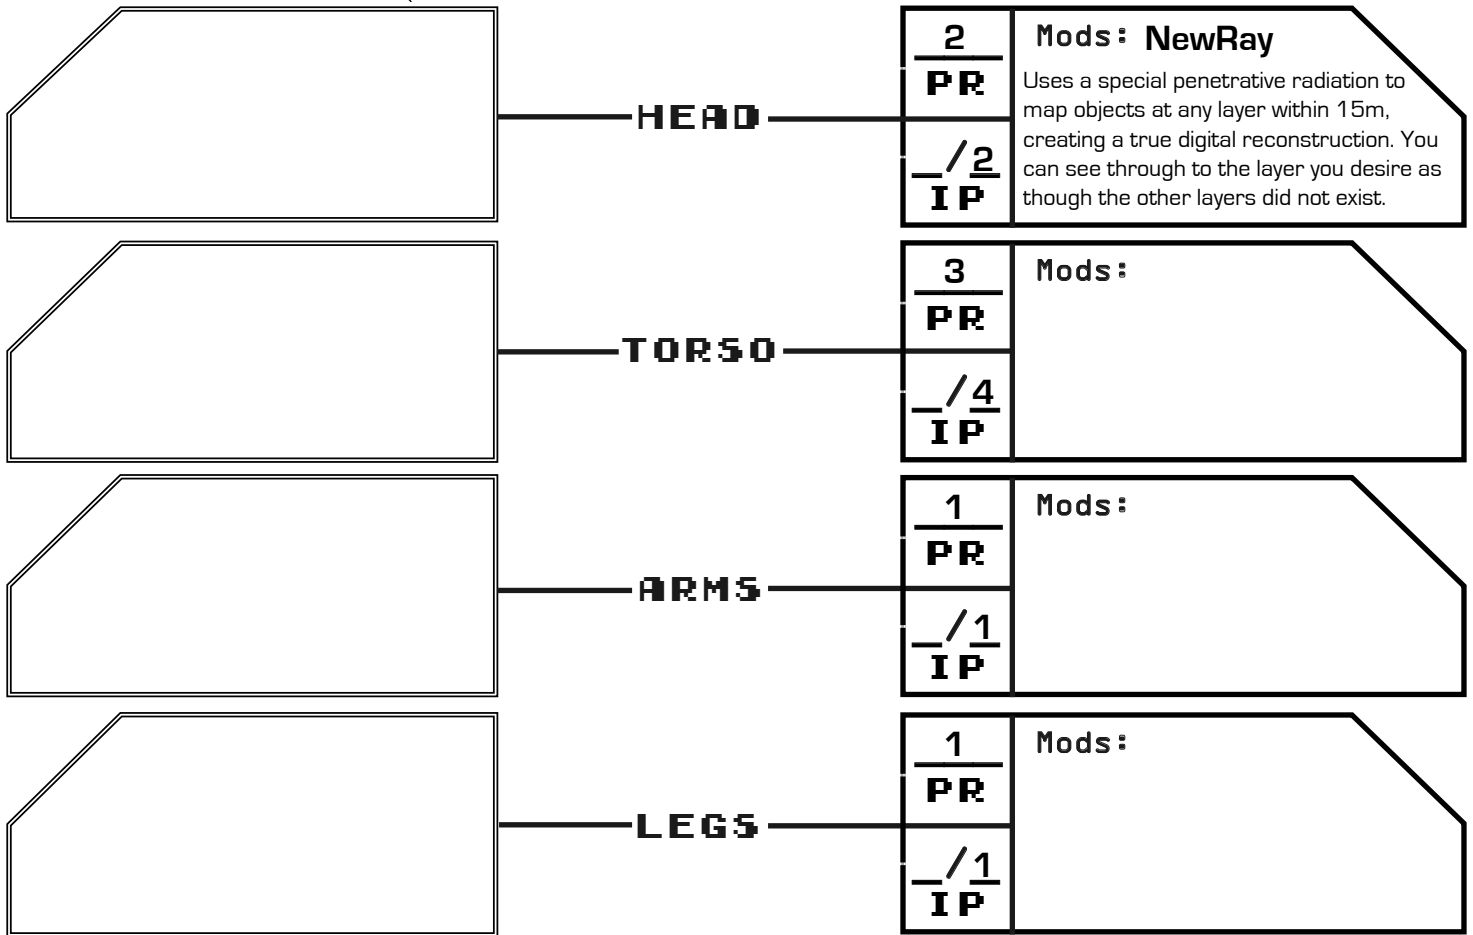 HEAD
2
PR
_/2
IP
Mods: NewRay
Uses a special penetrative radiation to
map objects at any layer within 15m,
creating a true digital reconstruction. You
can see through to the layer you desire as
though the other layers did not exist.
TORSO
3
PR
_/4
IP
Mods:
ARMS
1
PR
_/1
IP
Mods:
LEGS
1
PR
_/1
IP
Mods: